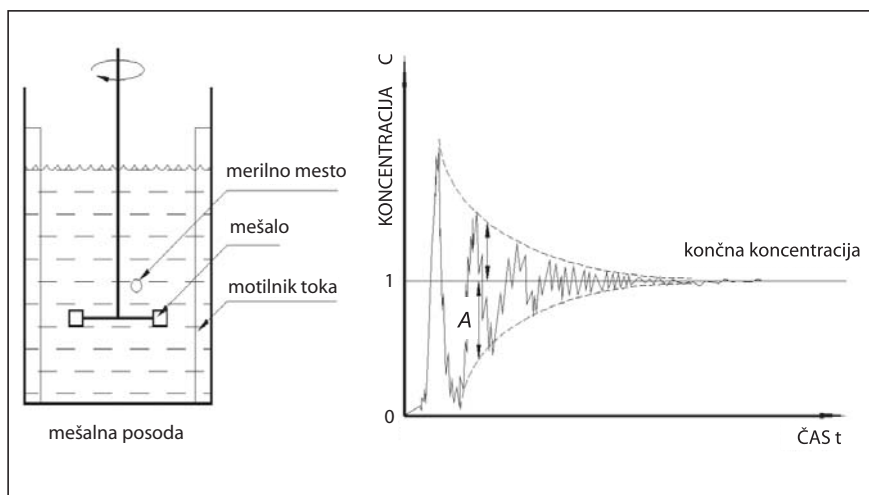 merilno mesto
mešalo
motilnik toka
mešalna posoda
KONCENTRACIJA C
1
0
A
končna koncentracija
ČAS t